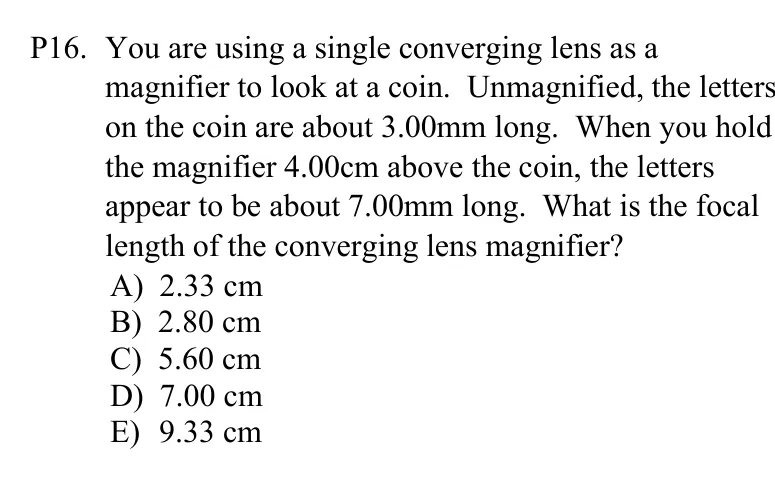 P16. You are using a single converging lens as a
magnifier to look at a coin. Unmagnified, the letters
on the coin are about 3.00mm long. When you hold
the magnifier 4.00cm above the coin, the letters
appear to be about 7.00mm long. What is the focal
length of the converging lens magnifier?
A) 2.33 cm
B) 2.80 cm
C) 5.60 cm
D) 7.00 cm
E) 9.33 cm